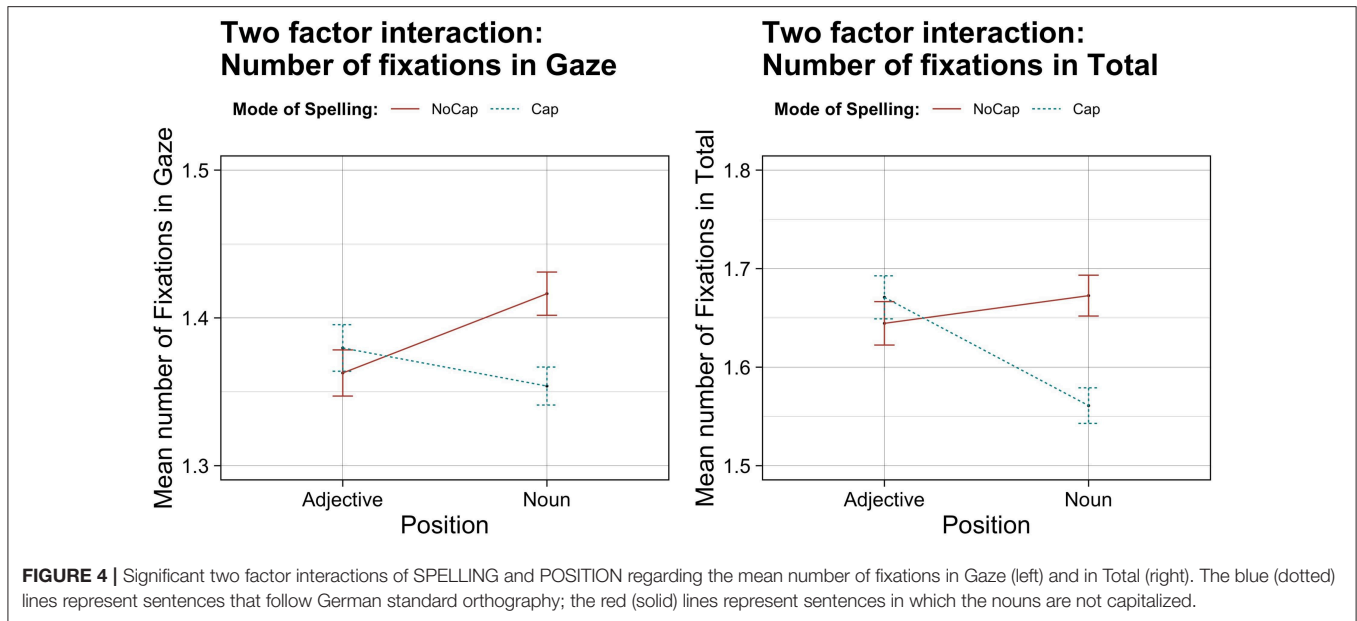 Two factor interaction:
Number of fixations in Gaze
Mode of Spelling: NoCap Cap
Mean number of Fixations in Gaze
1.5
1.4
1.3
Adjective Noun
Position
Two factor interaction:
Number of fixations in Total
Mode of Spelling: NoCap Cap
Mean number of Fixations in Total
1.8
1.7
1.6
1.5
Adjective Noun
Position
FIGURE 4 | Significant two factor interactions of SPELLING and POSITION regarding the mean number of fixations in Gaze (left) and in Total (right). The blue (dotted)
lines represent sentences that follow German standard orthography; the red (solid) lines represent sentences in which the nouns are not capitalized.